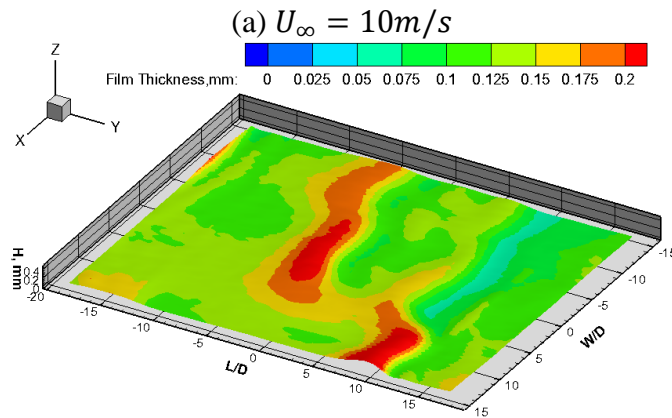 (a) U∞ = 10m/s
Film Thickness,mm: 0 0.025 0.05 0.075 0.1 0.125 0.15 0.175 0.2
Z
X Y
H, mm
0.4
0.2
0
-20 -15 -10 -5 0 5 10 15
L/D
-15 -10 -5 0 5 10 15
W/D